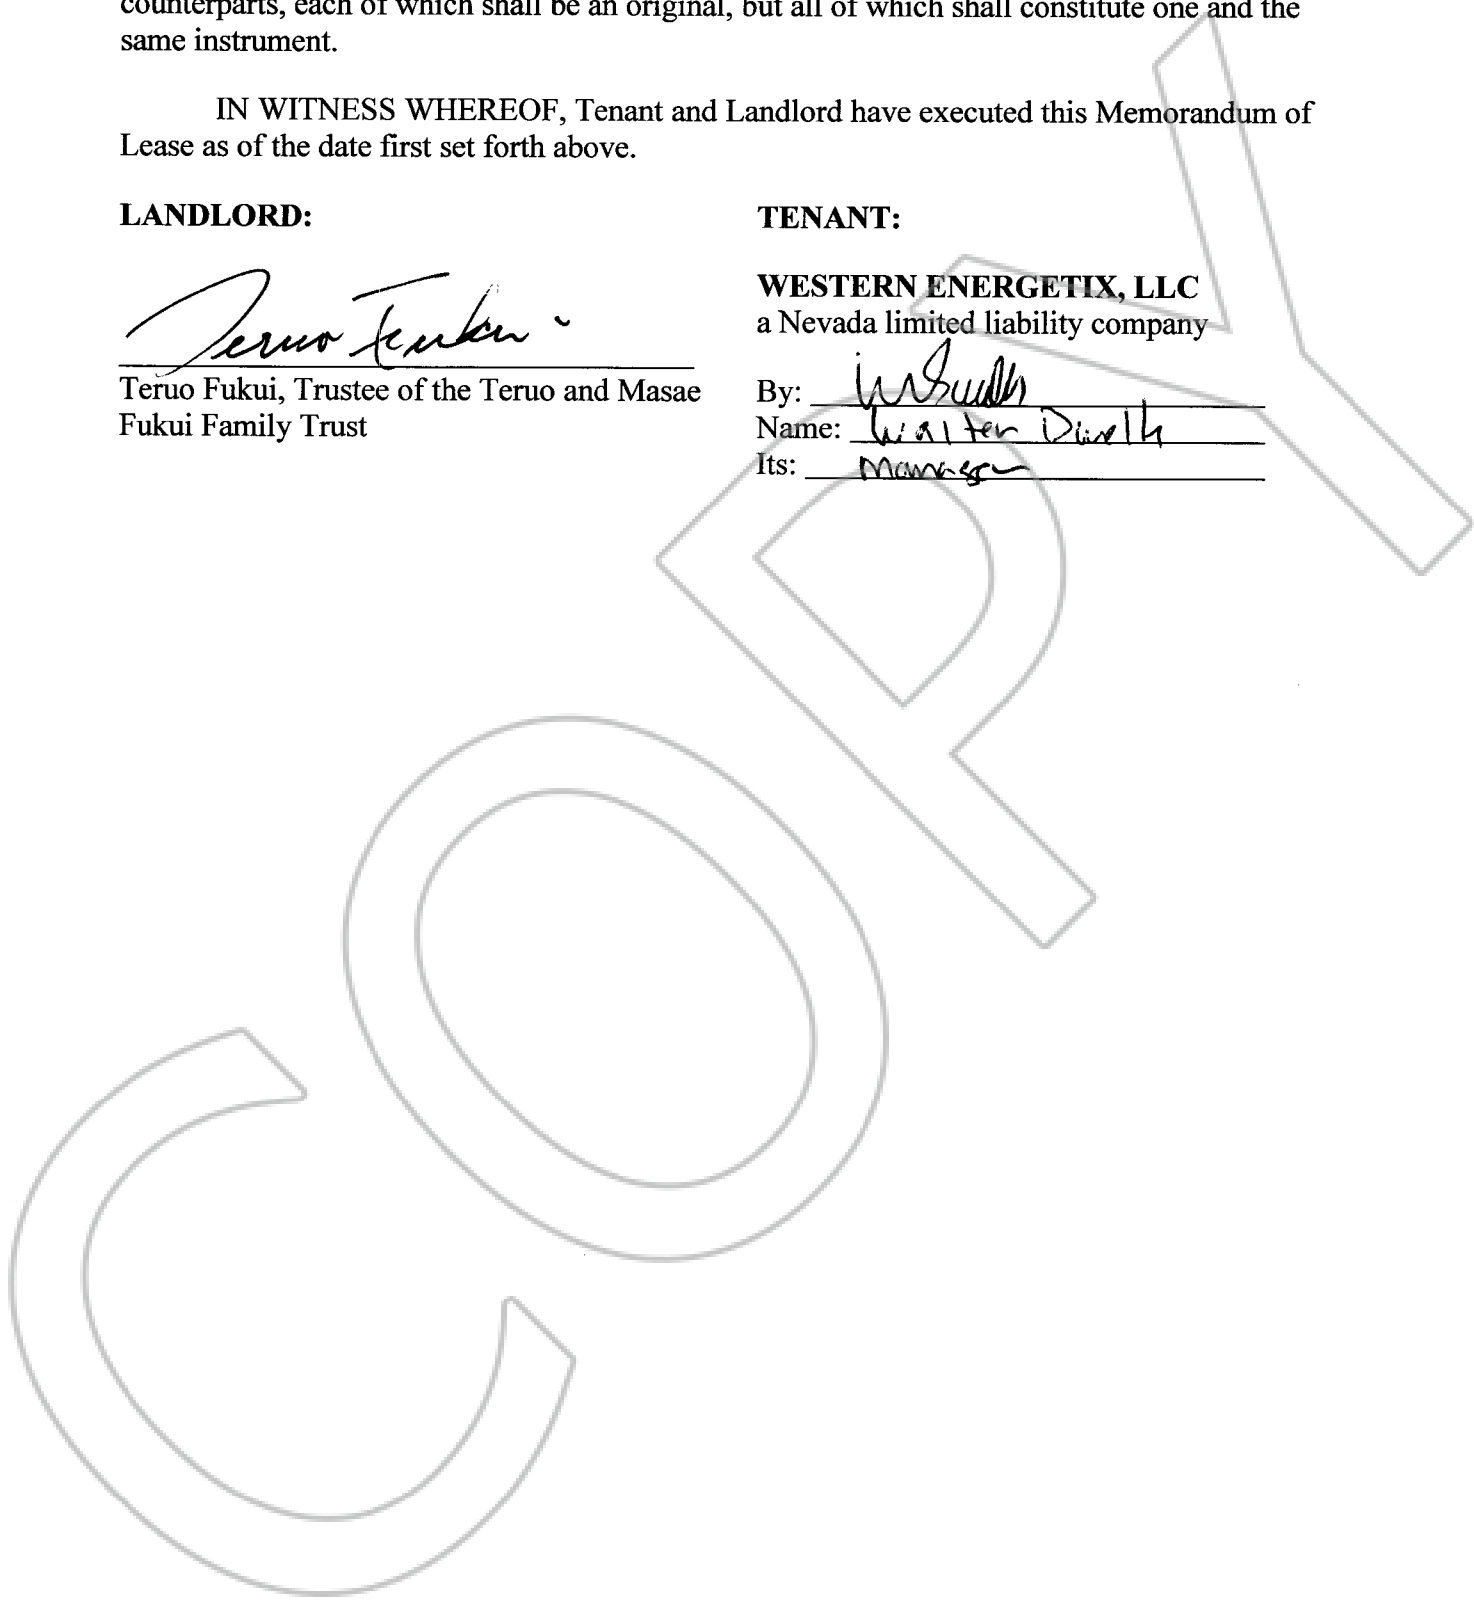 counterparts, each of which shall be an original, but all of which shall constitute one and the
same instrument.
IN WITNESS WHEREOF, Tenant and Landlord have executed this Memorandum of
Lease as of the date first set forth above.
LANDLORD:
Teruo Fukui
Teruo Fukui, Trustee of the Teruo and Masae
Fukui Family Trust
TENANT:
WESTERN ENERGETIX, LLC
a Nevada limited liability company
By:
Name: Walter Dwelle
Its: Manager
COPY